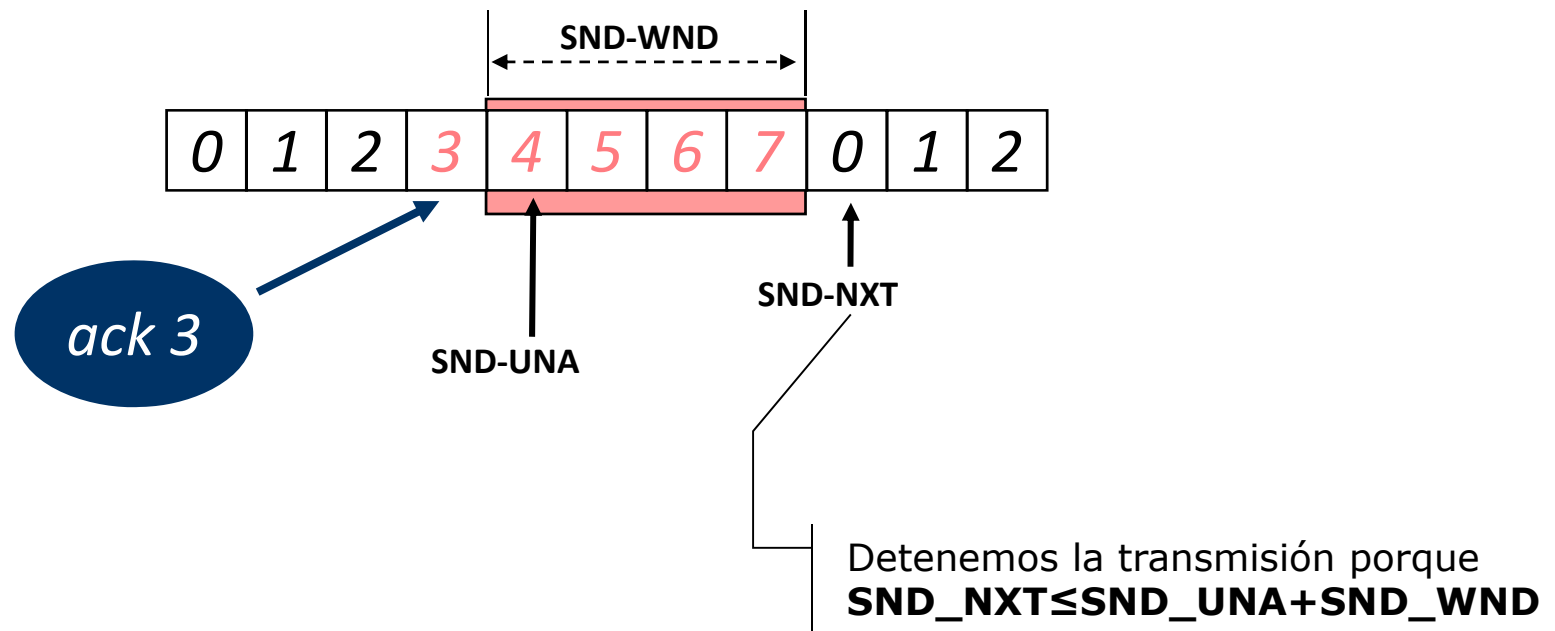 SND-WND
0 1 2 3 4 5 6 7 0 1 2
SND-NXT
ack 3
SND-UNA
Detenemos la transmisión porque
SND_NXT≤SND_UNA+SND_WND